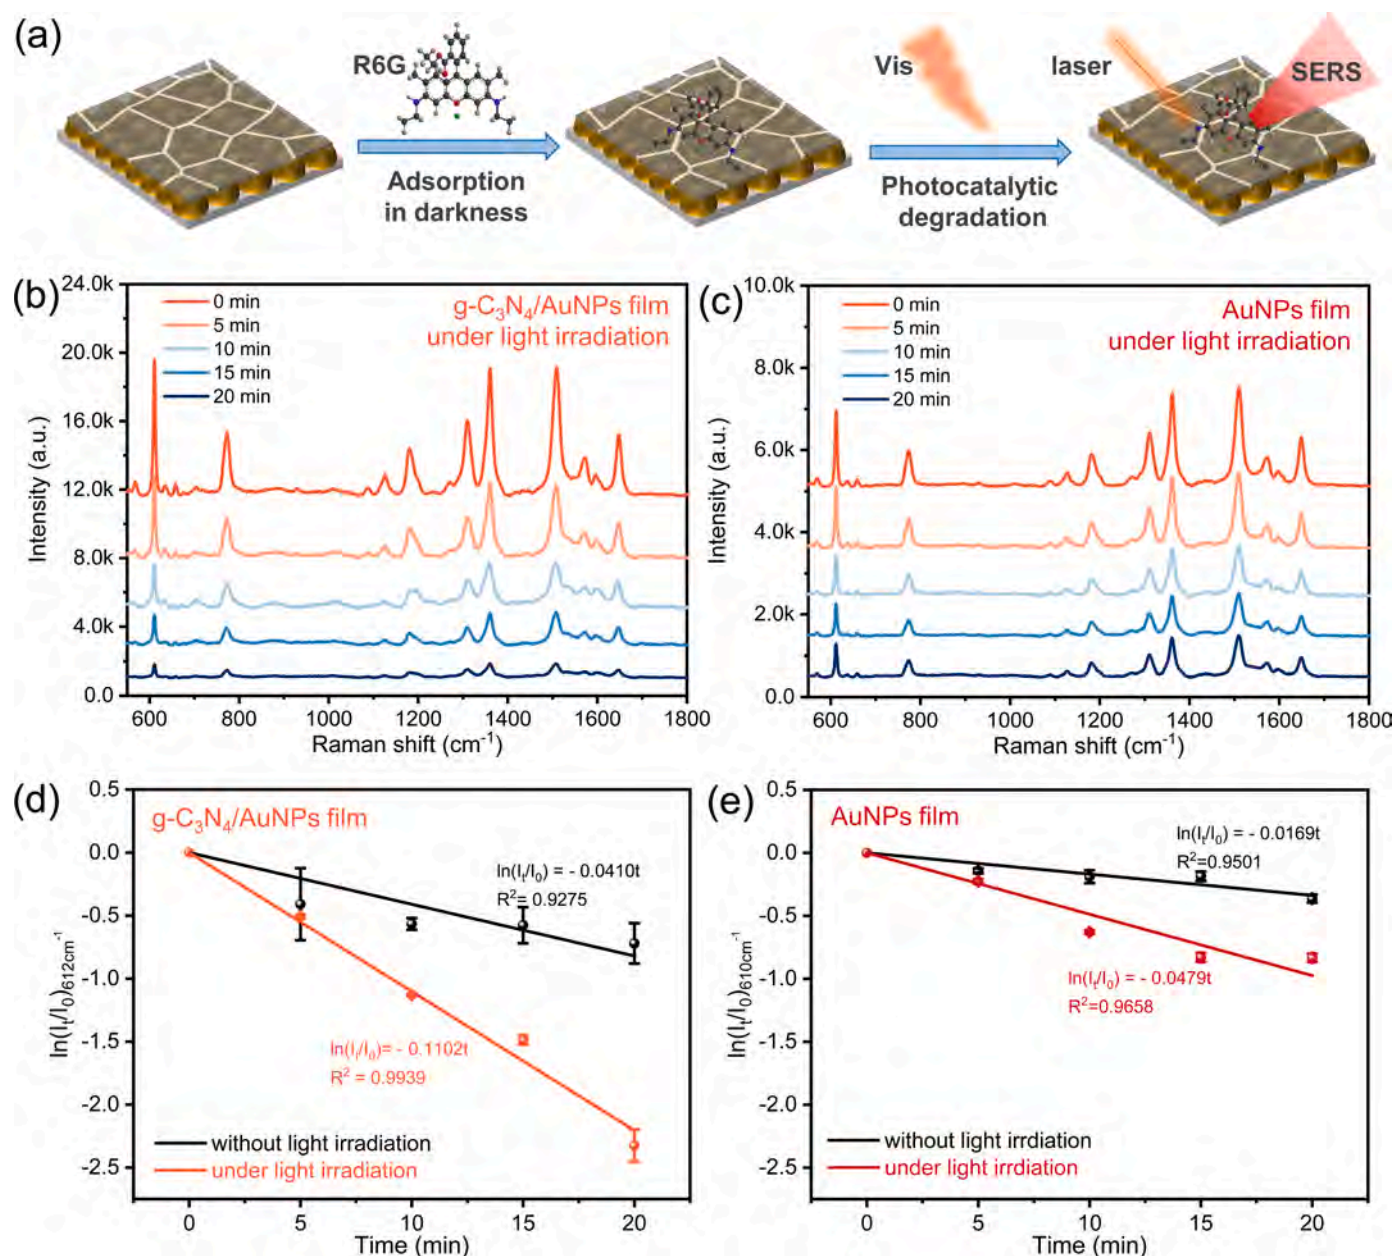 (a)
R6G
Adsorption
in darkness
Vis
Photocatalytic
degradation
laser
SERS
(b)
24.0k
20.0k
16.0k
12.0k
8.0k
4.0k
0.0
Intensity (a.u.)
0 min
5 min
10 min
15 min
20 min
g-C₃N₄/AuNPs film
under light irradiation
600 800 1000 1200 1400 1600 1800
Raman shift (cm⁻¹)
(c)
10.0k
8.0k
6.0k
4.0k
2.0k
0.0
Intensity (a.u.)
0 min
5 min
10 min
15 min
20 min
AuNPs film
under light irradiation
600 800 1000 1200 1400 1600 1800
Raman shift (cm⁻¹)
(d)
0.5
0.0
-0.5
-1.0
-1.5
-2.0
-2.5
ln(Iₜ/I₀)₆₁₂cm⁻¹
g-C₃N₄/AuNPs film
ln(Iₜ/I₀) = - 0.0410t
R²= 0.9275
ln(Iₜ/I₀)= - 0.1102t
R² = 0.9939
without light irradiation
under light irradiation
0 5 10 15 20
Time (min)
(e)
0.5
0.0
-0.5
-1.0
-1.5
-2.0
-2.5
ln(Iₜ/I₀)₆₁₀cm⁻¹
AuNPs film
ln(Iₜ/I₀) = - 0.0169t
R²=0.9501
ln(Iₜ/I₀) = - 0.0479t
R²=0.9658
without light irrdiation
under light irrdiation
0 5 10 15 20
Time (min)